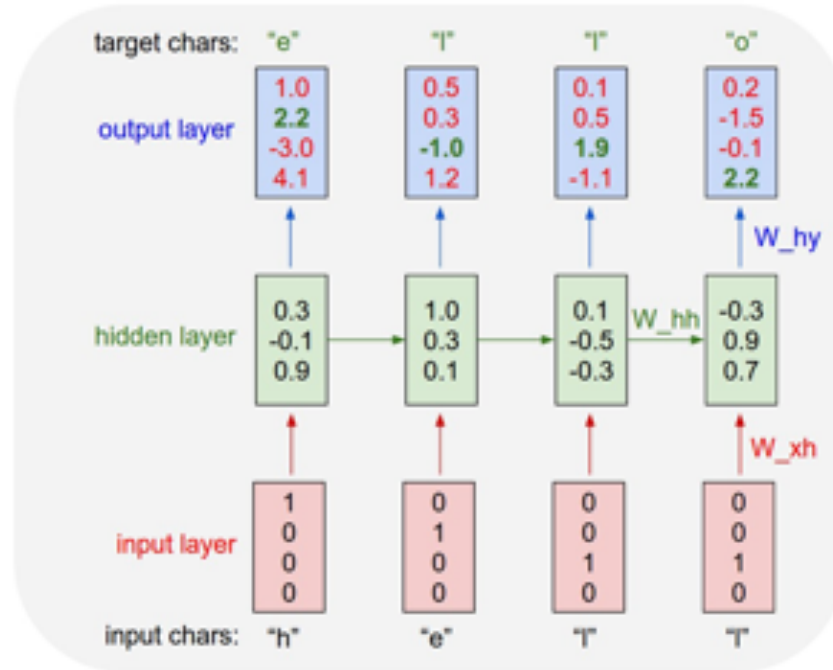 target chars: “e” “l” “l” “o”
1.0 0.5 0.1 0.2
2.2 0.3 0.5 -1.5
output layer
-3.0 -1.0 1.9 -0.1
4.1 1.2 -1.1 2.2
W_hy
0.3 1.0 0.1 -0.3
W_hh
hidden layer -0.1 0.3 -0.5 0.9
0.9 0.1 -0.3 0.7
W_xh
1 0 0 0
0 1 0 0
input layer
0 0 1 1
0 0 0 0
input chars: “h” “e” “l” “l”